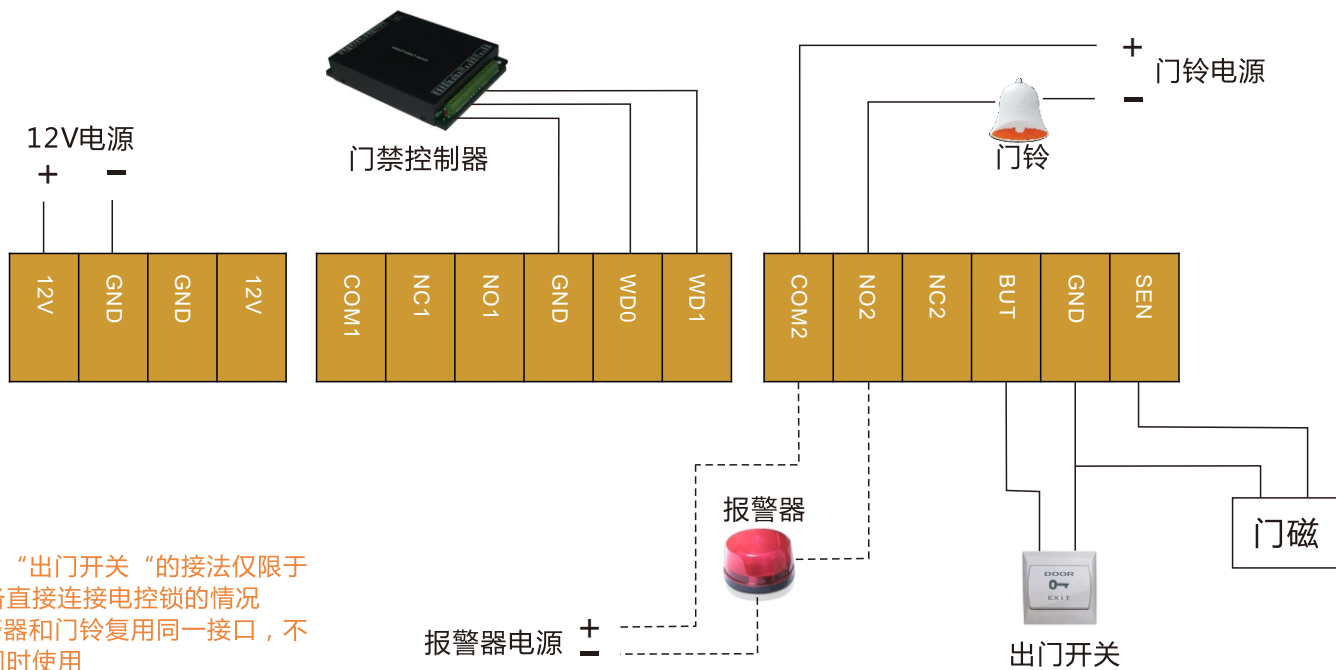 +
门铃电源
−
12V电源
+ −
门禁控制器
门铃
12V GND GND 12V
COM1 NC1 NO1 GND WD0 WD1
COM2 NO2 NC2 BUT GND SEN
报警器
门磁
DOOR
EXIT
“出门开关“的接法仅限于
直接连接电控锁的情况
器和门铃复用同一接口，不
时使用
报警器电源
+
−
出门开关